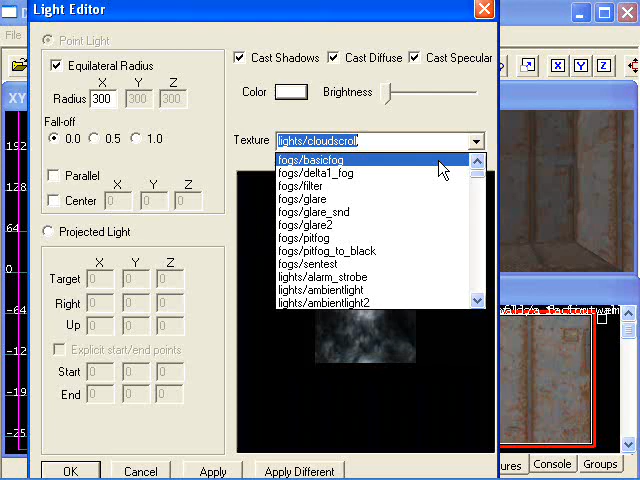 Light Editor
File
XY
Point Light
Equilateral Radius
X Y Z
Radius 300 300 300
Fall-off
0.0 0.5 1.0
Parallel
X Y Z
Center 0 0 0
Projected Light
X Y Z
Target 0 0 0
Right 0 0 0
Up 0 0 0
Explicit start/end points
Start 0 0 0
End 0 0 0
OK Cancel Apply Apply Different
Cast Shadows Cast Diffuse Cast Specular
Color Brightness
Texture lights/cloudscroll
fogs/basicfog
fogs/delta1_fog
fogs/filter
fogs/glare
fogs/glare_snd
fogs/glare2
fogs/pitfog
fogs/pitfog_to_black
fogs/sentest
lights/alarm_strobe
lights/ambientlight
lights/ambientlight2
X Y Z
192
128
64
0
-64
-12
-19
-25
ures Console Groups